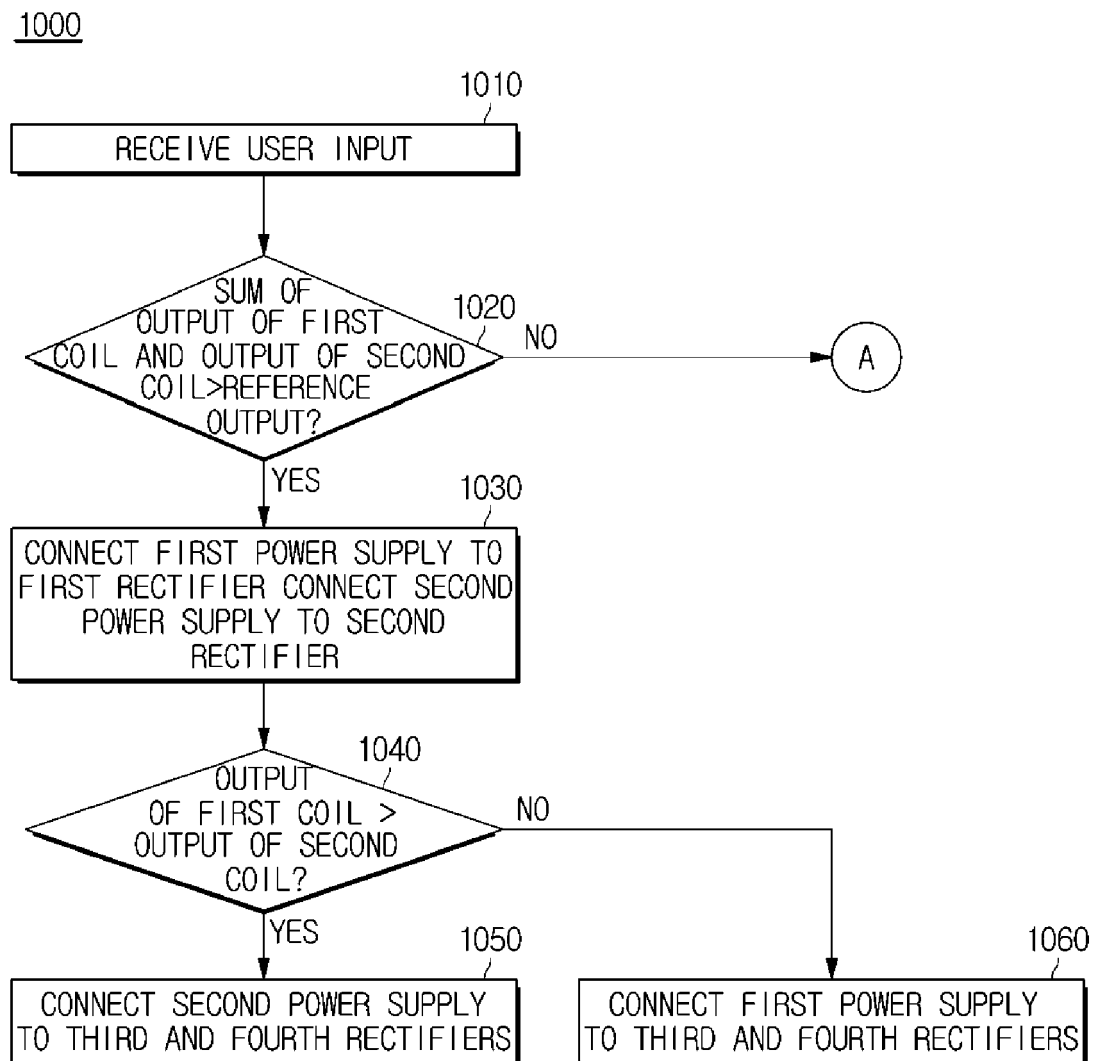 1000
1010
RECEIVE USER INPUT
SUM OF
OUTPUT OF FIRST
COIL AND OUTPUT OF SECOND
COIL>REFERENCE
OUTPUT?
1020
NO
A
YES
1030
CONNECT FIRST POWER SUPPLY TO
FIRST RECTIFIER CONNECT SECOND
POWER SUPPLY TO SECOND
RECTIFIER
1040
OUTPUT
OF FIRST COIL >
OUTPUT OF SECOND
COIL?
NO
YES
1050
CONNECT SECOND POWER SUPPLY
TO THIRD AND FOURTH RECTIFIERS
1060
CONNECT FIRST POWER SUPPLY
TO THIRD AND FOURTH RECTIFIERS